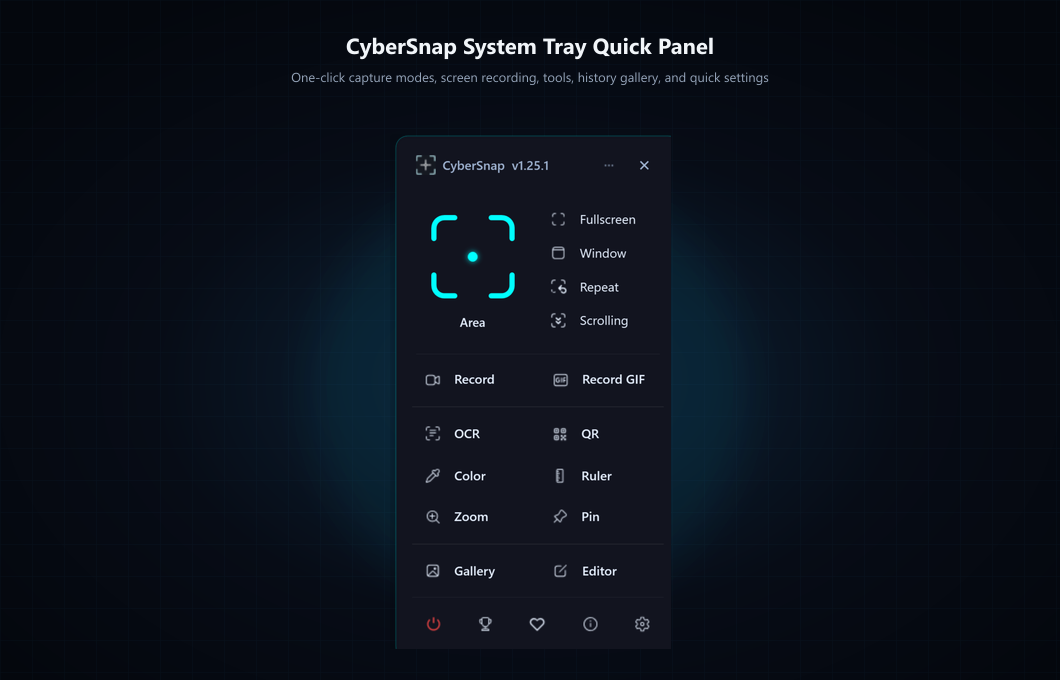 CyberSnap System Tray Quick Panel
One-click capture modes, screen recording, tools, history gallery, and quick settings
CyberSnap v1.25.1
Fullscreen
Window
Repeat
Scrolling
Area
Record
GIF Record GIF
OCR
QR
Color
Ruler
Zoom
Pin
Gallery
Editor